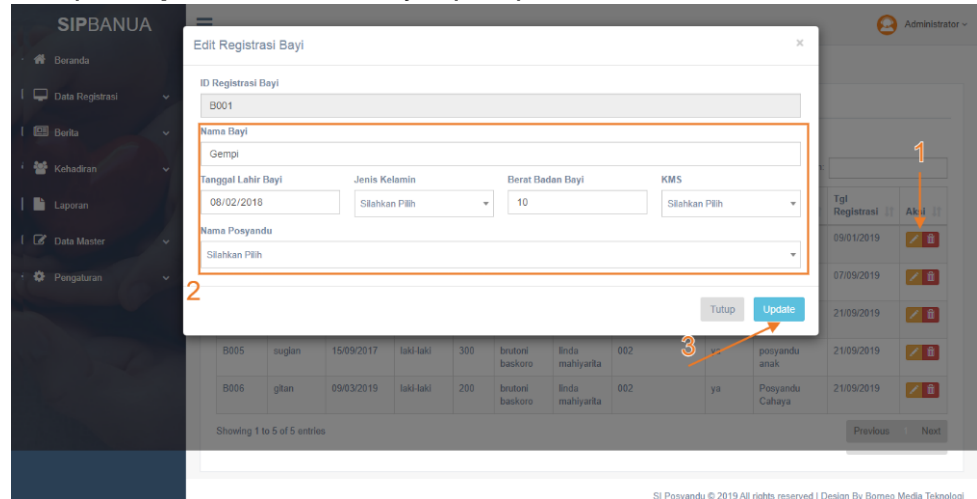 SIPBANUA
Administrator
Edit Registrasi Bayi
×
Beranda
Data Registrasi
Berita
Kehadiran
Laporan
Data Master
Pengaturan
ID Registrasi Bayi
B001
Nama Bayi
Gempi
Tanggal Lahir Bayi Jenis Kelamin Berat Badan Bayi KMS
08/02/2018 Silahkan Pilih 10 Silahkan Pilih
Nama Posyandu
Silahkan Pilih
2
Tutup Update
1
3
Tgl Registrasi Aksi
09/01/2019
07/09/2019
21/09/2019
B005 sugian 15/09/2017 laki-laki 300 brutoni baskoro linda mahiyarita 002 posyandu anak 21/09/2019
B006 gitan 09/03/2019 laki-laki 200 brutoni baskoro linda mahiyarita 002 ya Posyandu Cahaya 21/09/2019
Showing 1 to 5 of 5 entries
Previous 1 Next
SI Posyandu © 2019 All rights reserved | Design By Borneo Media Teknologi